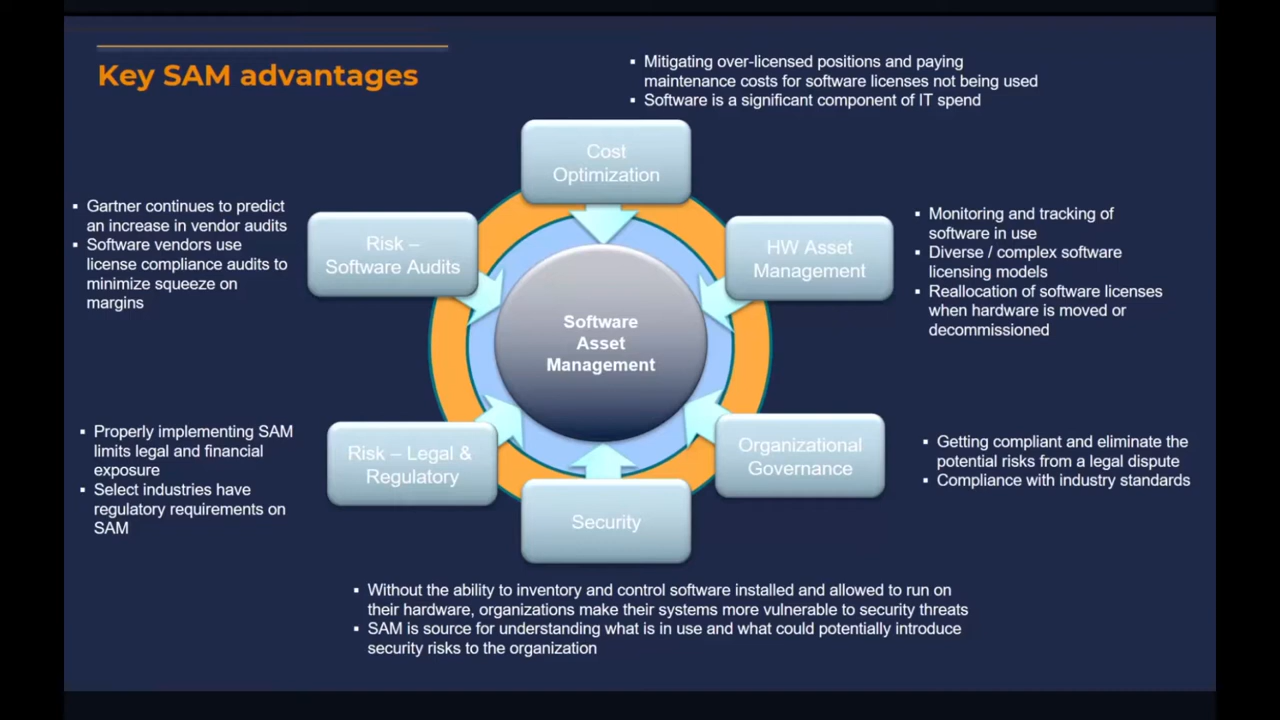 Key SAM advantages
▪ Mitigating over-licensed positions and paying
maintenance costs for software licenses not being used
▪ Software is a significant component of IT spend
Cost
Optimization
▪ Gartner continues to predict
an increase in vendor audits
▪ Software vendors use
license compliance audits to
minimize squeeze on
margins
Risk –
Software Audits
HW Asset
Management
▪ Monitoring and tracking of
software in use
▪ Diverse / complex software
licensing models
▪ Reallocation of software licenses
when hardware is moved or
decommissioned
Software
Asset
Management
▪ Properly implementing SAM
limits legal and financial
exposure
▪ Select industries have
regulatory requirements on
SAM
Risk – Legal &
Regulatory
Organizational
Governance
▪ Getting compliant and eliminate the
potential risks from a legal dispute
▪ Compliance with industry standards
Security
▪ Without the ability to inventory and control software installed and allowed to run on
their hardware, organizations make their systems more vulnerable to security threats
▪ SAM is source for understanding what is in use and what could potentially introduce
security risks to the organization